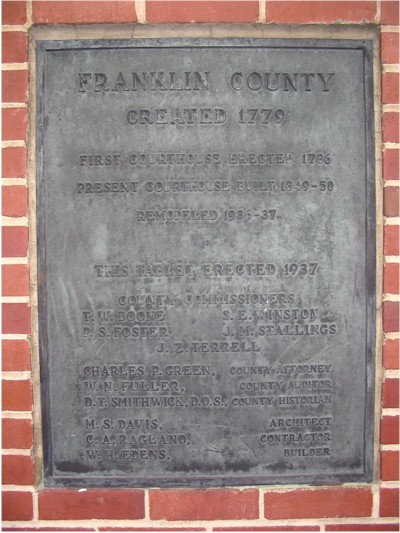 FRANKLIN COUNTY
CREATED 1779
FIRST COURTHOUSE ERECTED 1786
PRESENT COURTHOUSE BUILT 1849-50
REMODELED 1936-37
THIS TABLET ERECTED 1937
COUNTY COMMISSIONERS
T. W. BOONE S. E. WINSTON
P. S. FOSTER J. M. STALLINGS
J. Z. TERRELL
CHARLES P. GREEN, COUNTY ATTORNEY
W. N. FULLER, COUNTY AUDITOR
D. T. SMITHWICK, D.D.S., COUNTY HISTORIAN
M. S. DAVIS, ARCHITECT
C. A. RAGLAND, CONTRACTOR
W. H. EDENS, BUILDER